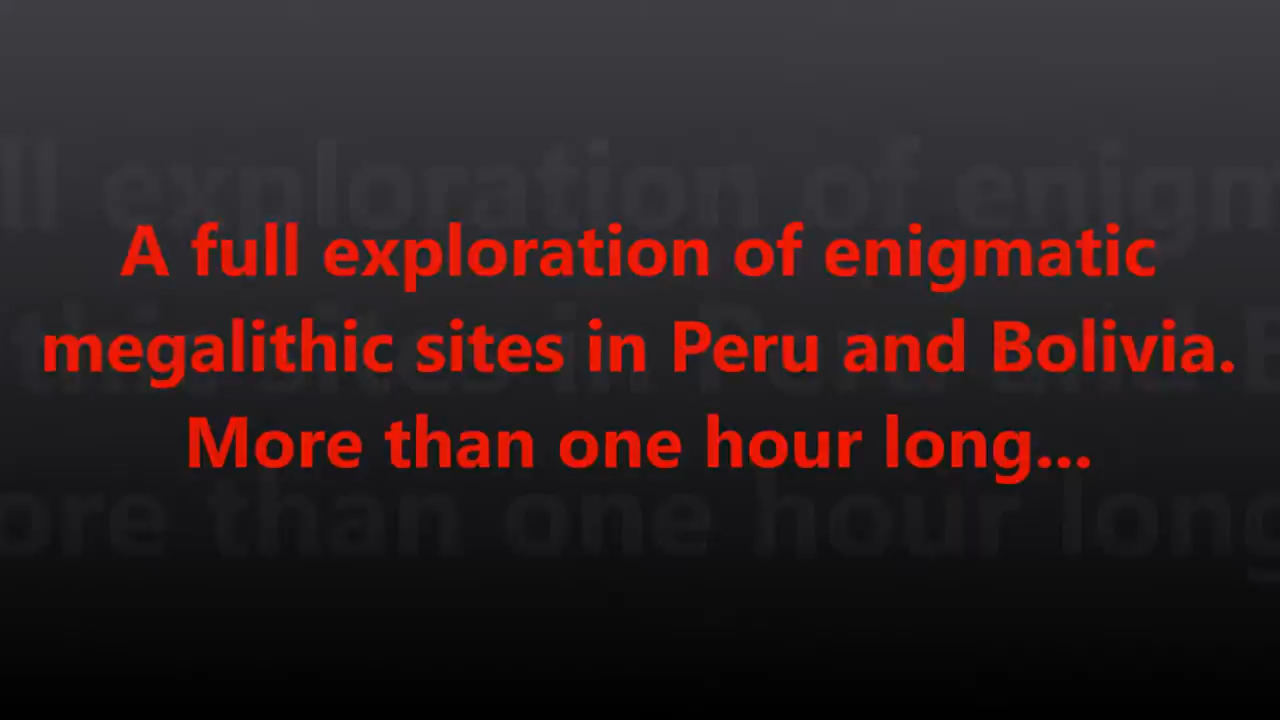 A full exploration of enigmatic
megalithic sites in Peru and Bolivia.
More than one hour long...